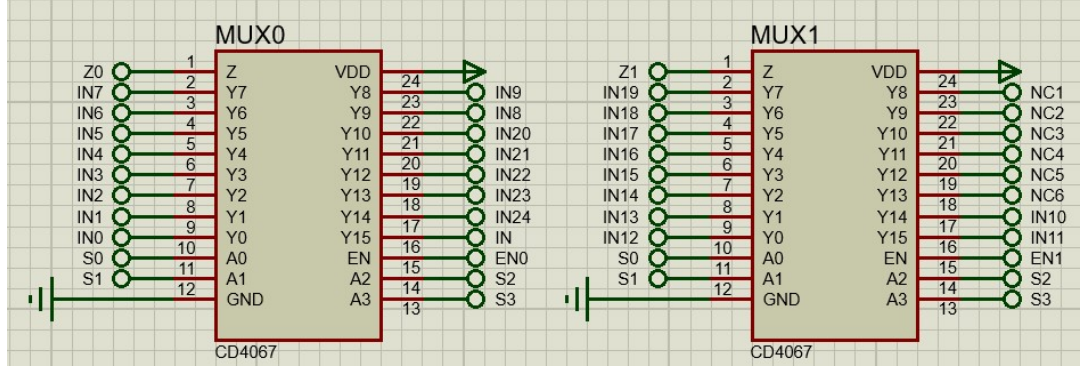 MUX0 MUX1
1 1
Z0 Z VDD Z1 Z VDD
2 24 2 24
IN7 Y7 Y8 IN9 IN19 Y7 Y8 NC1
3 23 3 23
IN6 Y6 Y9 IN8 IN18 Y6 Y9 NC2
4 22 4 22
IN5 Y5 Y10 IN20 IN17 Y5 Y10 NC3
5 21 5 21
IN4 Y4 Y11 IN21 IN16 Y4 Y11 NC4
6 20 6 20
IN3 Y3 Y12 IN22 IN15 Y3 Y12 NC5
7 19 7 19
IN2 Y2 Y13 IN23 IN14 Y2 Y13 NC6
8 18 8 18
IN1 Y1 Y14 IN24 IN13 Y1 Y14 IN10
9 17 9 17
IN0 Y0 Y15 IN IN12 Y0 Y15 IN11
10 16 10 16
S0 A0 EN EN0 S0 A0 EN EN1
11 15 11 15
S1 A1 A2 S2 S1 A1 A2 S2
12 14 12 14
GND A3 S3 GND A3 S3
13 13
CD4067 CD4067